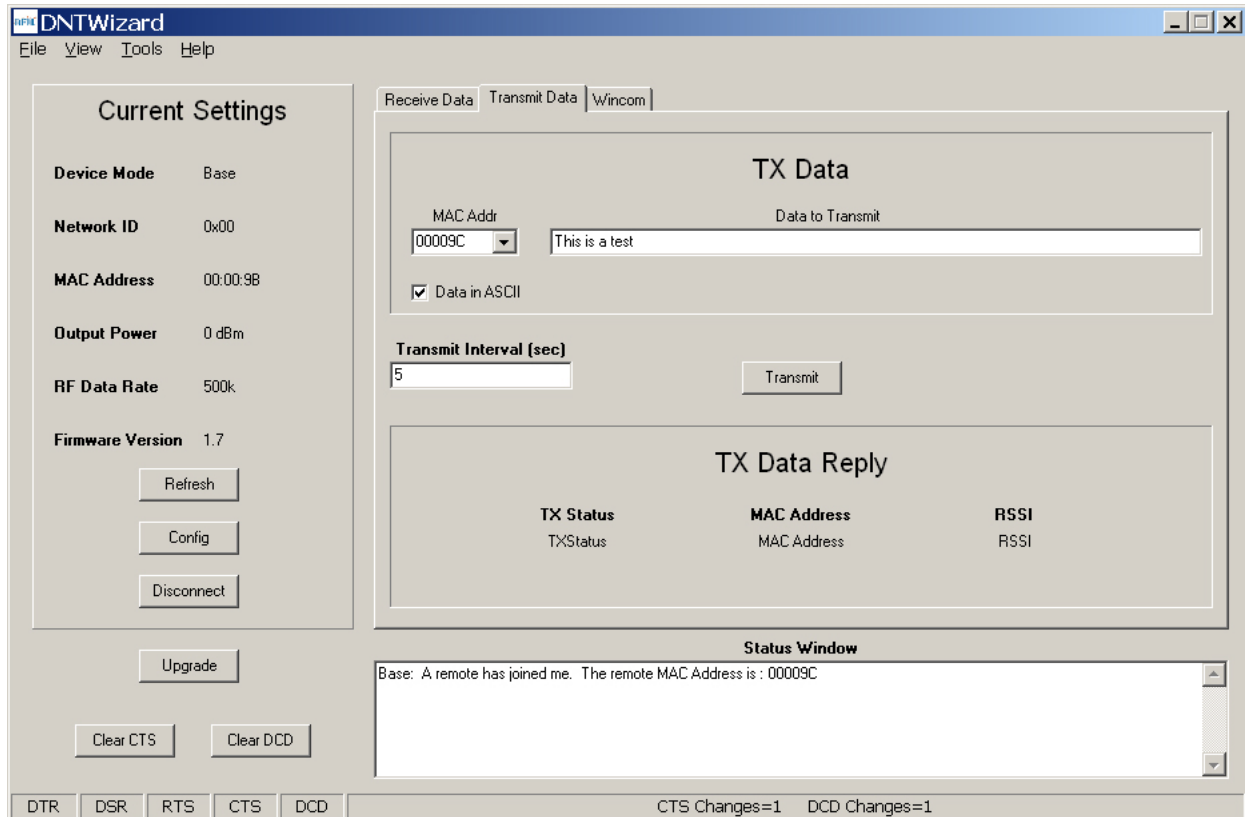 DNTWizard
File View Tools Help
Current Settings
Device Mode Base
Network ID 0x00
MAC Address 00:00:9B
Output Power 0 dBm
RF Data Rate 500k
Firmware Version 1.7
Refresh
Config
Disconnect
Upgrade
Clear CTS Clear DCD
Receive Data Transmit Data Wincom
TX Data
MAC Addr Data to Transmit
00009C This is a test
Data in ASCII
Transmit Interval (sec)
5
Transmit
TX Data Reply
TX Status MAC Address RSSI
TXStatus MAC Address RSSI
Status Window
Base: A remote has joined me. The remote MAC Address is : 00009C
DTR DSR RTS CTS DCD CTS Changes=1 DCD Changes=1